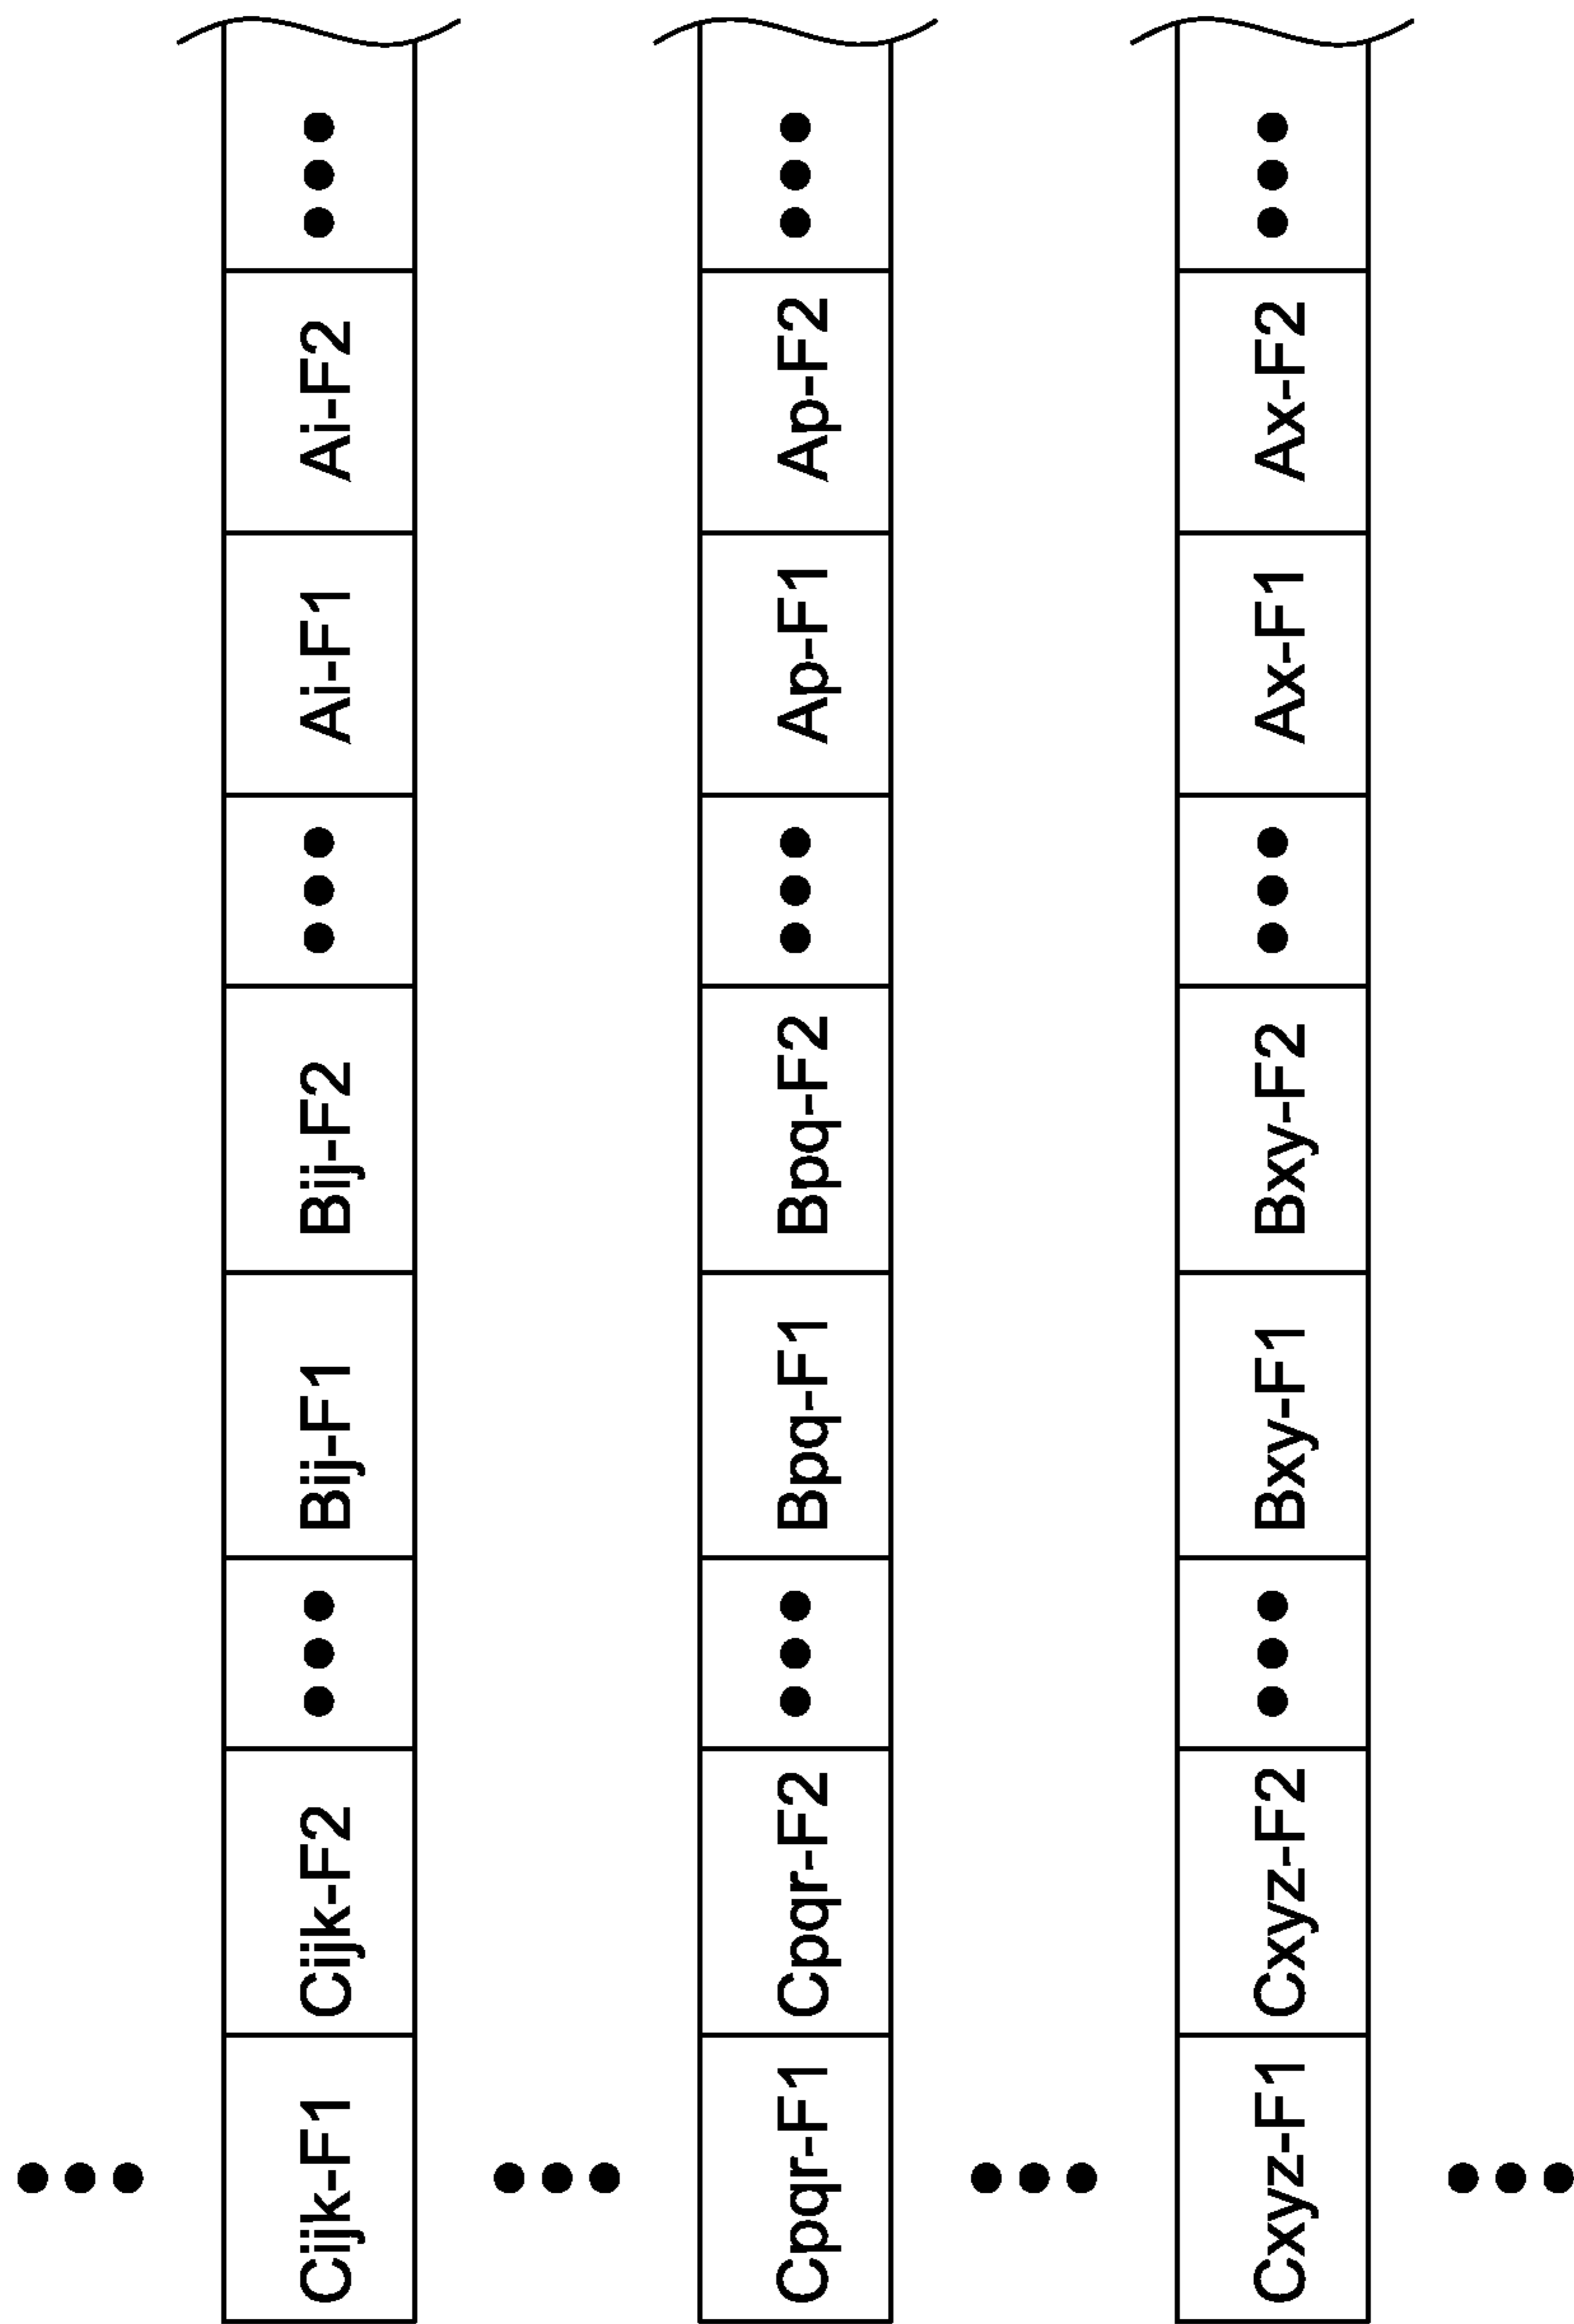 Cijk-F1 Cijk-F2 ••• Bij-F1 Bij-F2 ••• Ai-F1 Ai-F2 •••
Cpqr-F1 Cpqr-F2 ••• Bpq-F1 Bpq-F2 ••• Ap-F1 Ap-F2 •••
Cxyz-F1 Cxyz-F2 ••• Bxy-F1 Bxy-F2 ••• Ax-F1 Ax-F2 •••